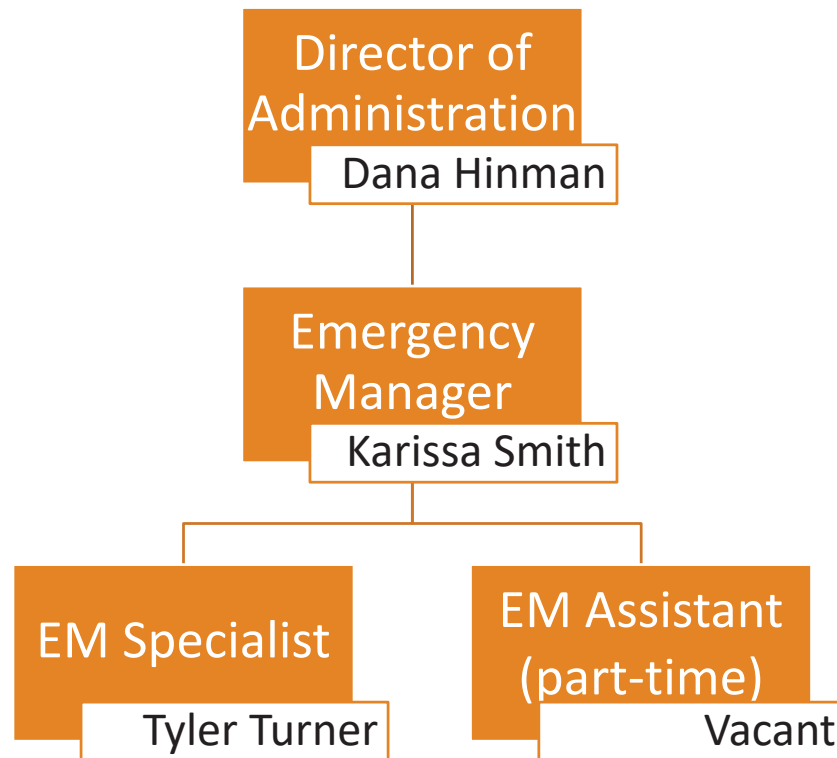 Director of
Administration
Dana Hinman
Emergency
Manager
Karissa Smith
EM Specialist
Tyler Turner
EM Assistant
(part-time)
Vacant